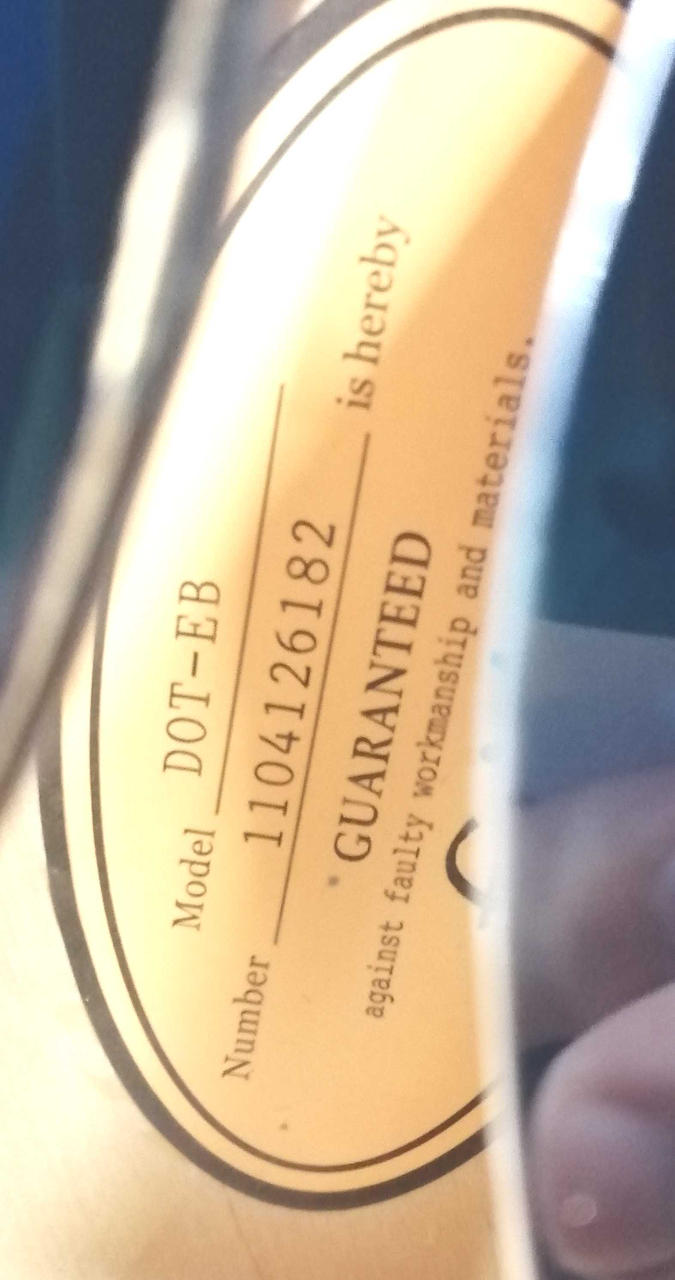 Model DOT-EB
Number 1104126182 is hereby
GUARANTEED
against faulty workmanship and materials.